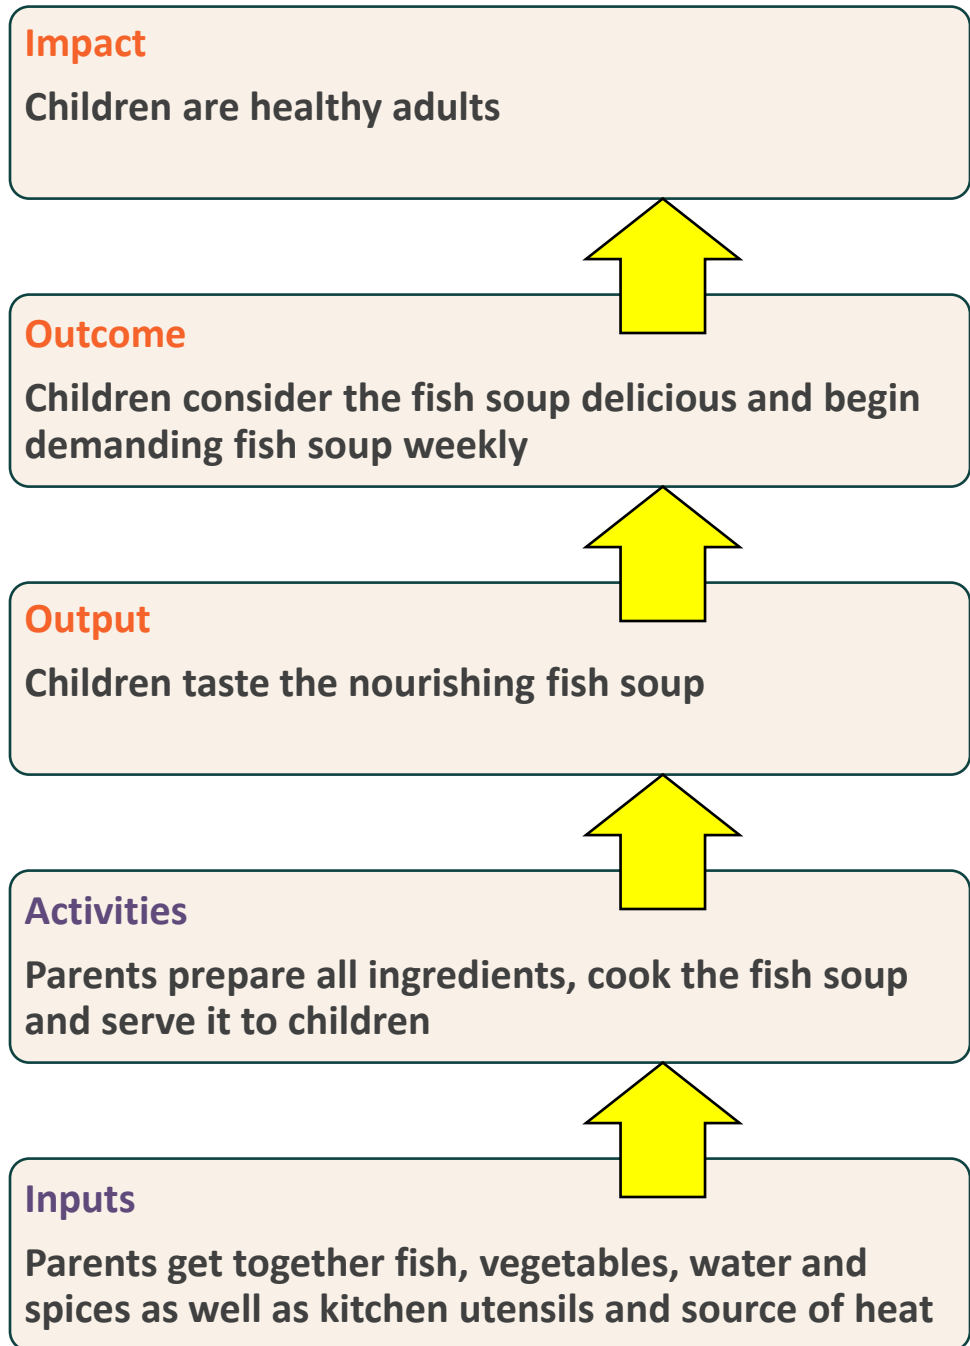 Impact
Children are healthy adults
Outcome
Children consider the fish soup delicious and begin
demanding fish soup weekly
Output
Children taste the nourishing fish soup
Activities
Parents prepare all ingredients, cook the fish soup
and serve it to children
Inputs
Parents get together fish, vegetables, water and
spices as well as kitchen utensils and source of heat